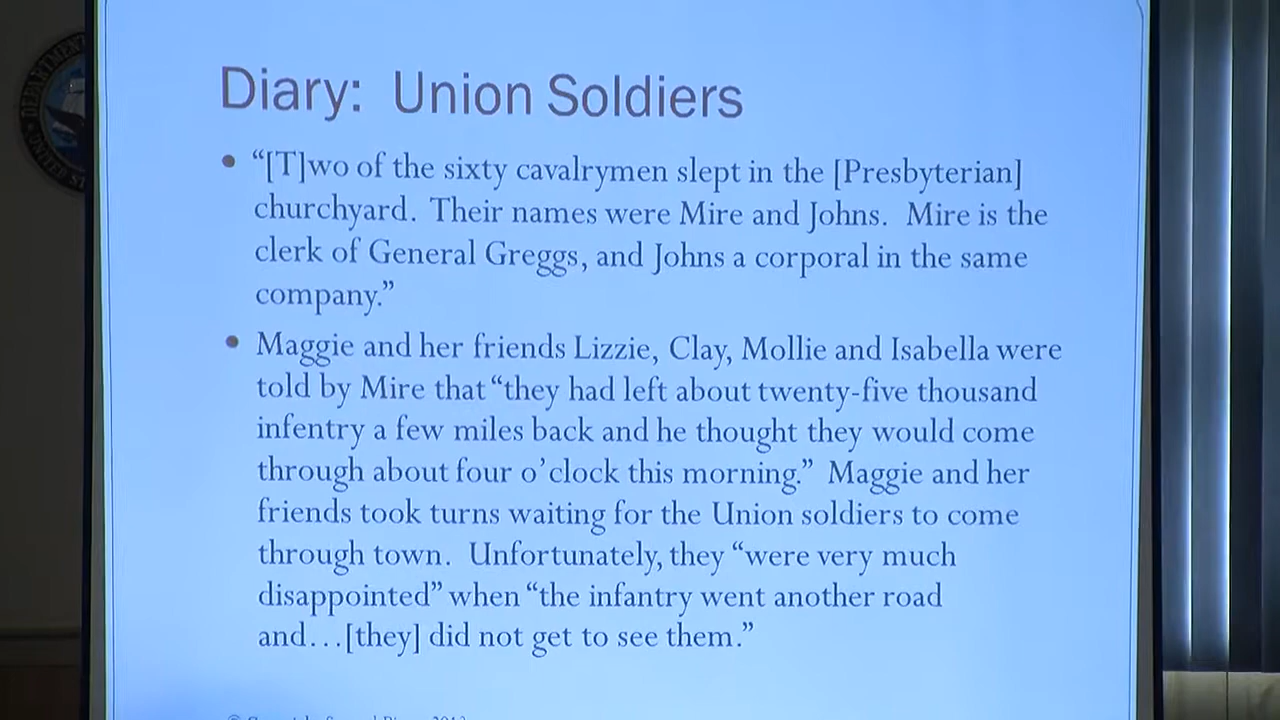 DEPARTMENT
UNITED ST
Diary: Union Soldiers
• “[T]wo of the sixty cavalrymen slept in the [Presbyterian]
churchyard. Their names were Mire and Johns. Mire is the
clerk of General Greggs, and Johns a corporal in the same
company.”
• Maggie and her friends Lizzie, Clay, Mollie and Isabella were
told by Mire that “they had left about twenty-five thousand
infentry a few miles back and he thought they would come
through about four o’clock this morning.” Maggie and her
friends took turns waiting for the Union soldiers to come
through town. Unfortunately, they “were very much
disappointed” when “the infantry went another road
and…[they] did not get to see them.”